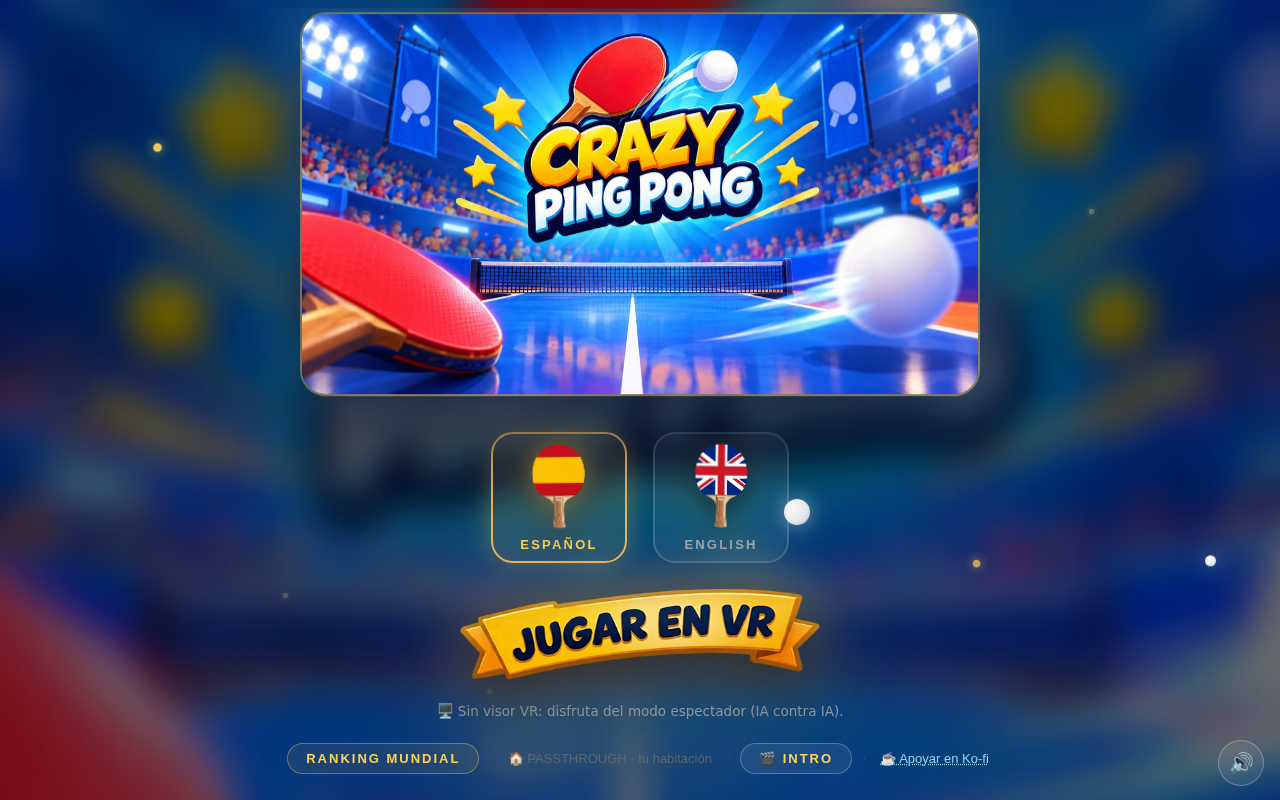 CRAZY
PING PONG
ESPAÑOL
ENGLISH
JUGAR EN VR
🖥️ Sin visor VR: disfruta del modo espectador (IA contra IA).
RANKING MUNDIAL · 🏠 PASSTHROUGH · tu habitación · 🎬 INTRO · ☕ Apoyar en Ko-fi